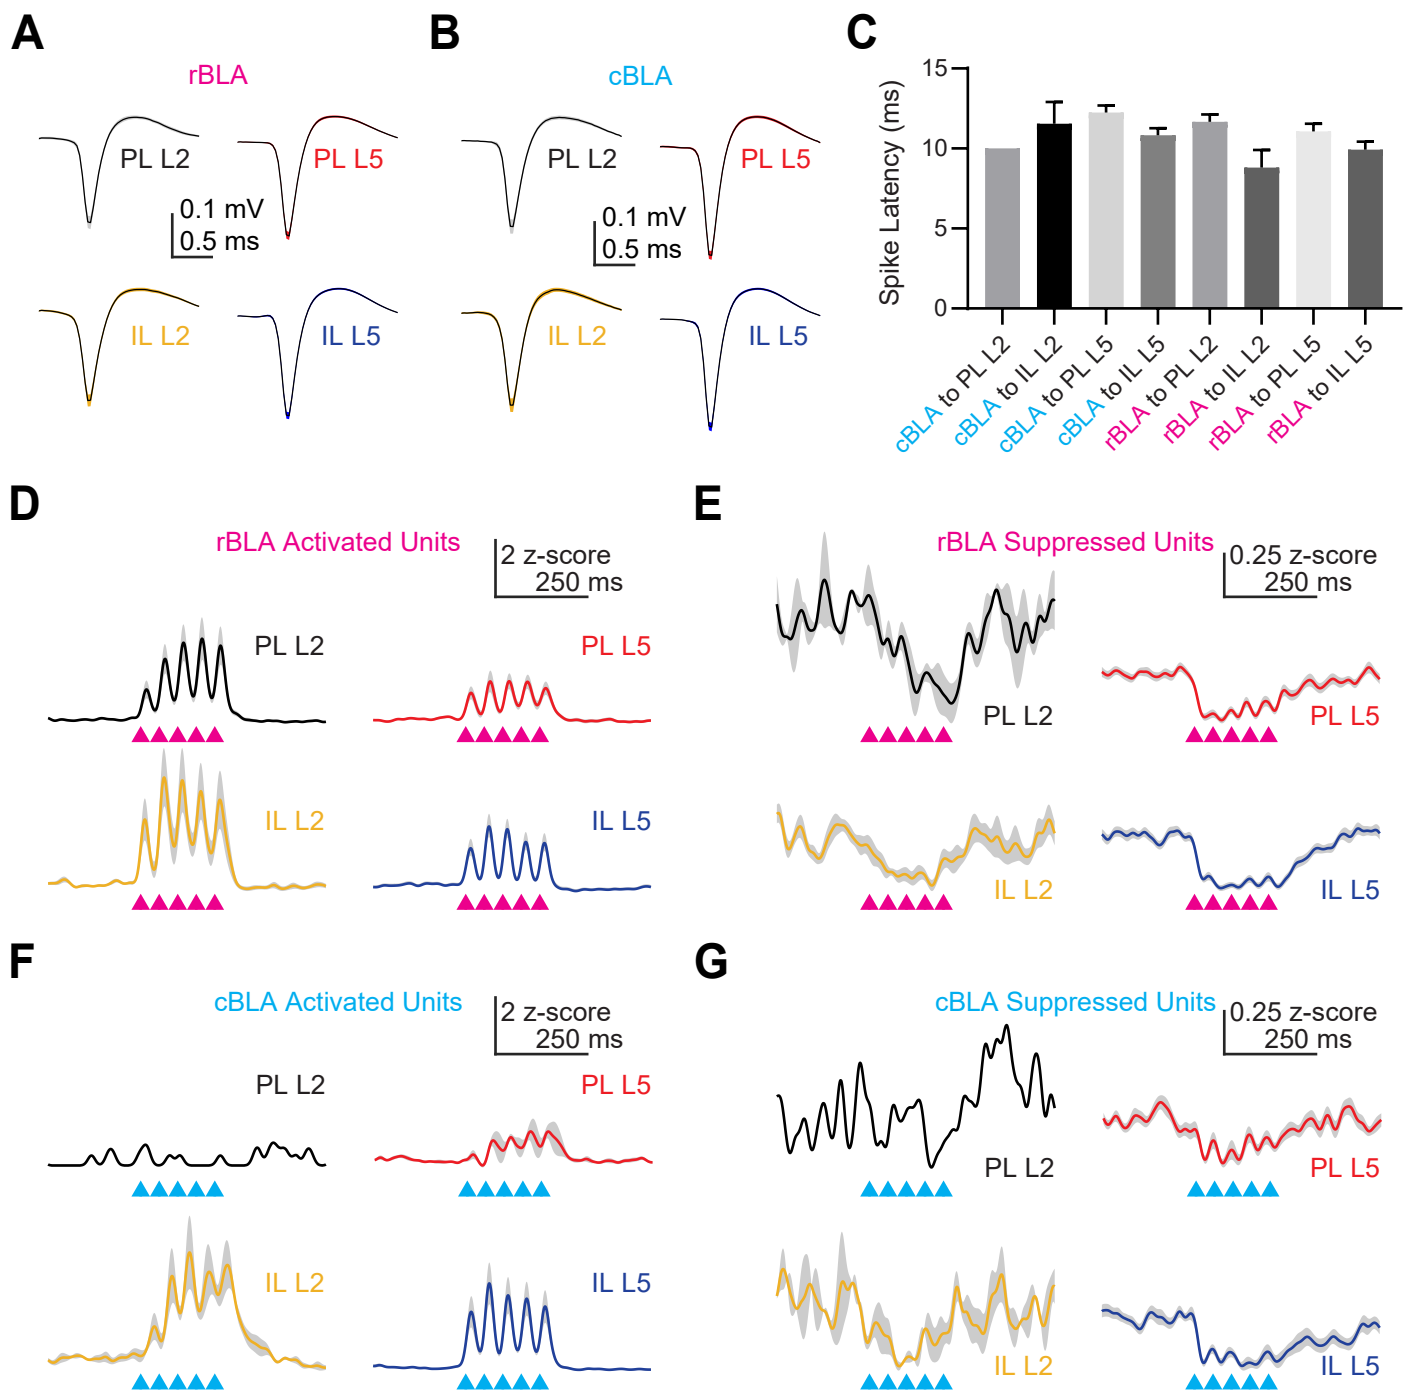 A
rBLA
PL L2
PL L5
0.1 mV
0.5 ms
IL L2
IL L5
B
cBLA
PL L2
PL L5
0.1 mV
0.5 ms
IL L2
IL L5
C
Spike Latency (ms)
15
10
5
0
cBLA to PL L2
cBLA to IL L2
cBLA to PL L5
cBLA to IL L5
rBLA to PL L2
rBLA to IL L2
rBLA to PL L5
rBLA to IL L5
D
rBLA Activated Units
2 z-score
250 ms
PL L2
PL L5
IL L2
IL L5
E
rBLA Suppressed Units
0.25 z-score
250 ms
PL L2
PL L5
IL L2
IL L5
F
cBLA Activated Units
2 z-score
250 ms
PL L2
PL L5
IL L2
IL L5
G
cBLA Suppressed Units
0.25 z-score
250 ms
PL L2
PL L5
IL L2
IL L5